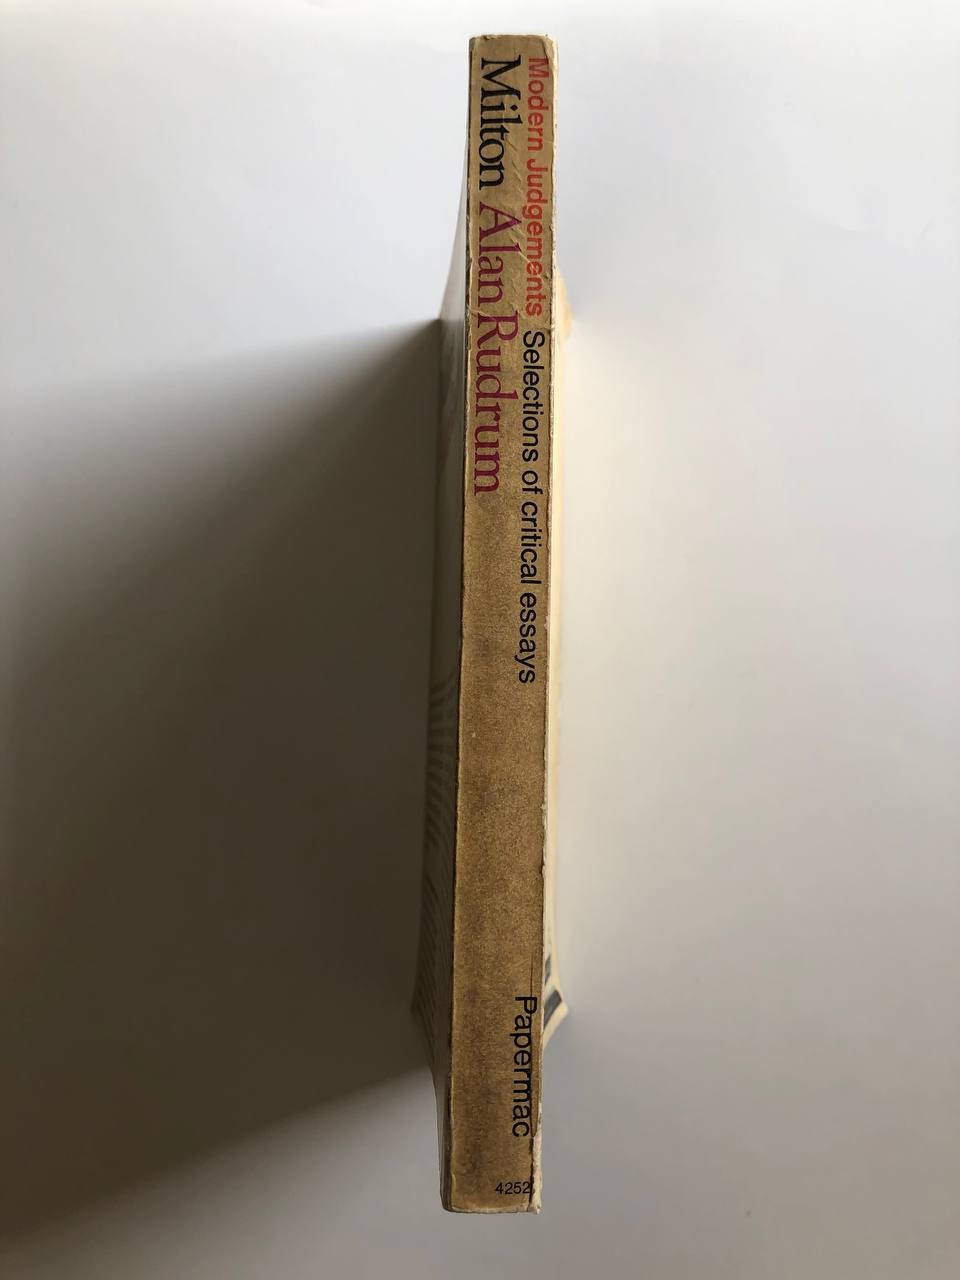 Modern Judgements Selections of critical essays
Milton Alan Rudrum
Papermac
4252